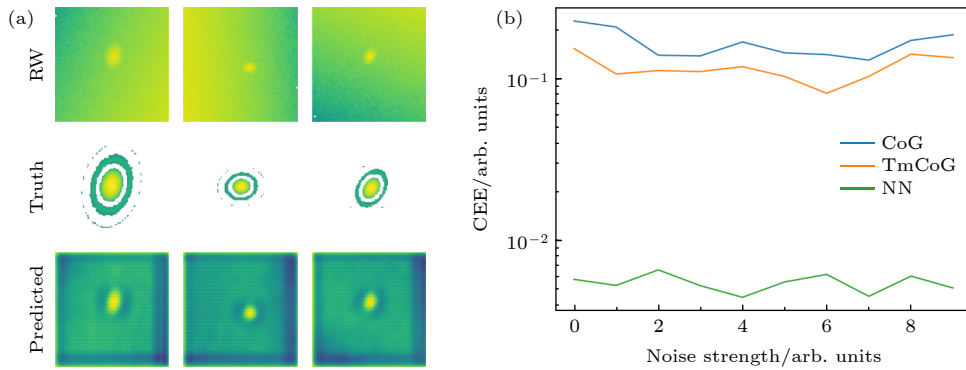 (a)
RW
Truth
Predicted
(b)
CEE/arb. units
10⁻¹
10⁻²
CoG
TmCoG
NN
0 2 4 6 8
Noise strength/arb. units